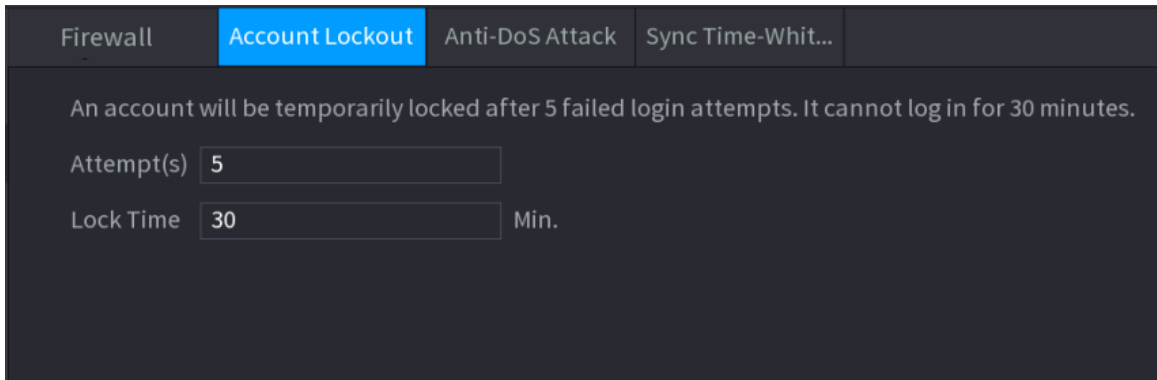 Firewall Account Lockout Anti-DoS Attack Sync Time-Whit...
An account will be temporarily locked after 5 failed login attempts. It cannot log in for 30 minutes.
Attempt(s) 5
Lock Time 30 Min.